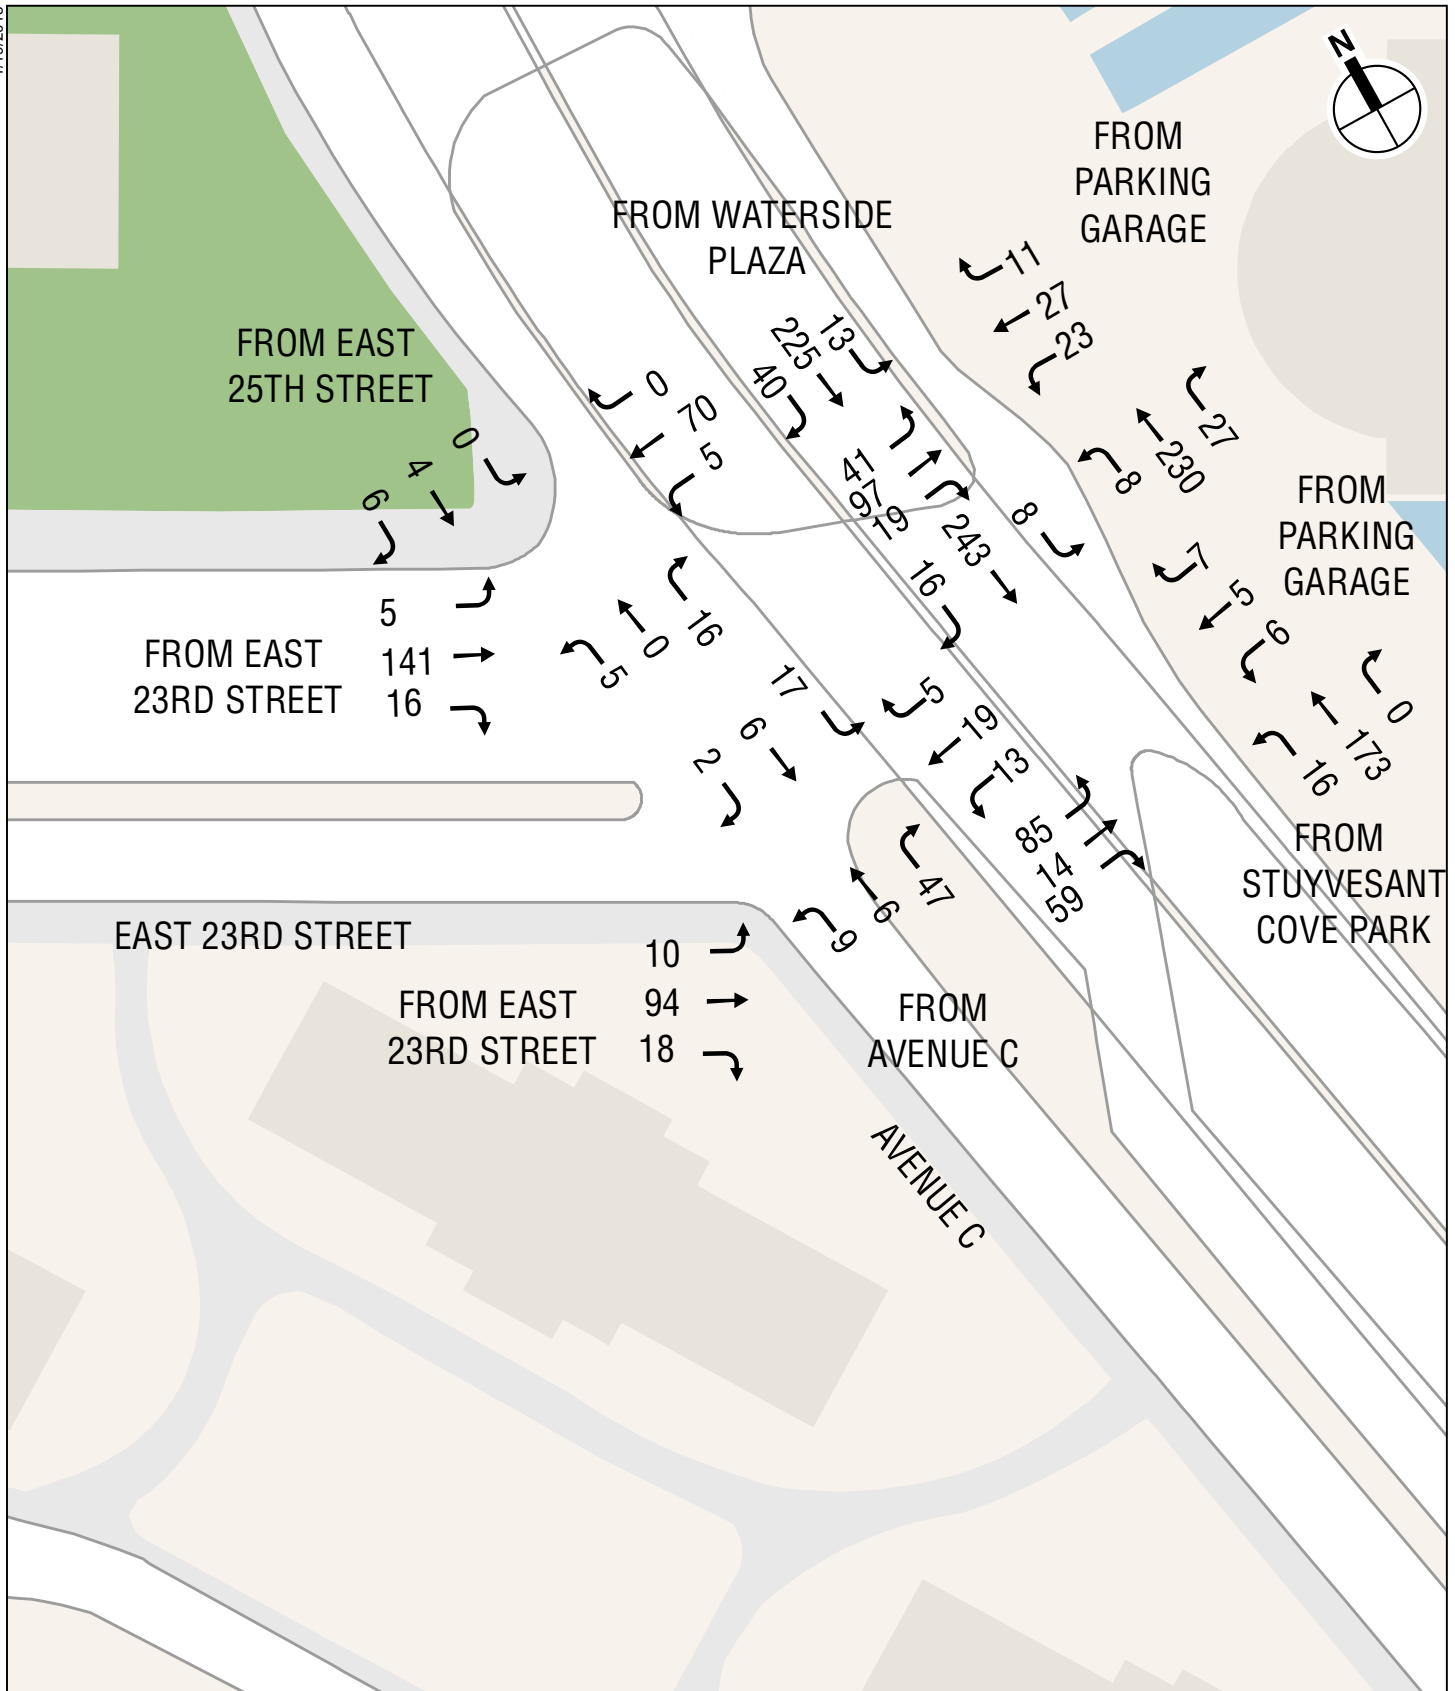 N
FROM
PARKING
GARAGE
FROM WATERSIDE
PLAZA
11
27
23
13
225
40
FROM EAST
25TH STREET
0
4
6
0
70
5
41
97
19
27
230
8
243
8
16
FROM
PARKING
GARAGE
7
5
6
5
141
16
FROM EAST
23RD STREET
16
0
5
17
6
2
5
19
13
0
173
16
85
14
59
FROM
STUYVESANT
COVE PARK
47
6
9
EAST 23RD STREET
10
94
18
FROM EAST
23RD STREET
FROM
AVENUE C
AVENUE C